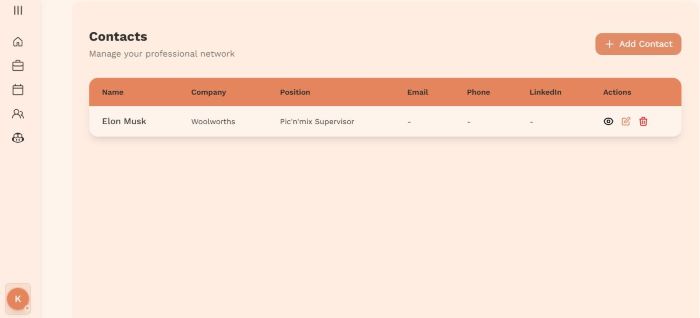 Contacts
Manage your professional network
+ Add Contact
Name Company Position Email Phone LinkedIn Actions
Elon Musk Woolworths Pic'n'mix Supervisor - - -
K